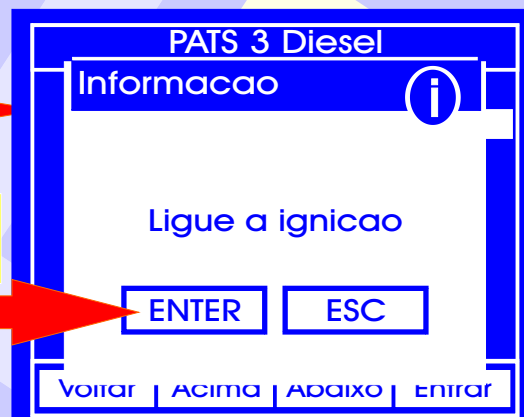 PATS 3 Diesel
Informacao
i
Ligue a ignicao
ENTER ESC
Voltar Acima Abaixo Entrar